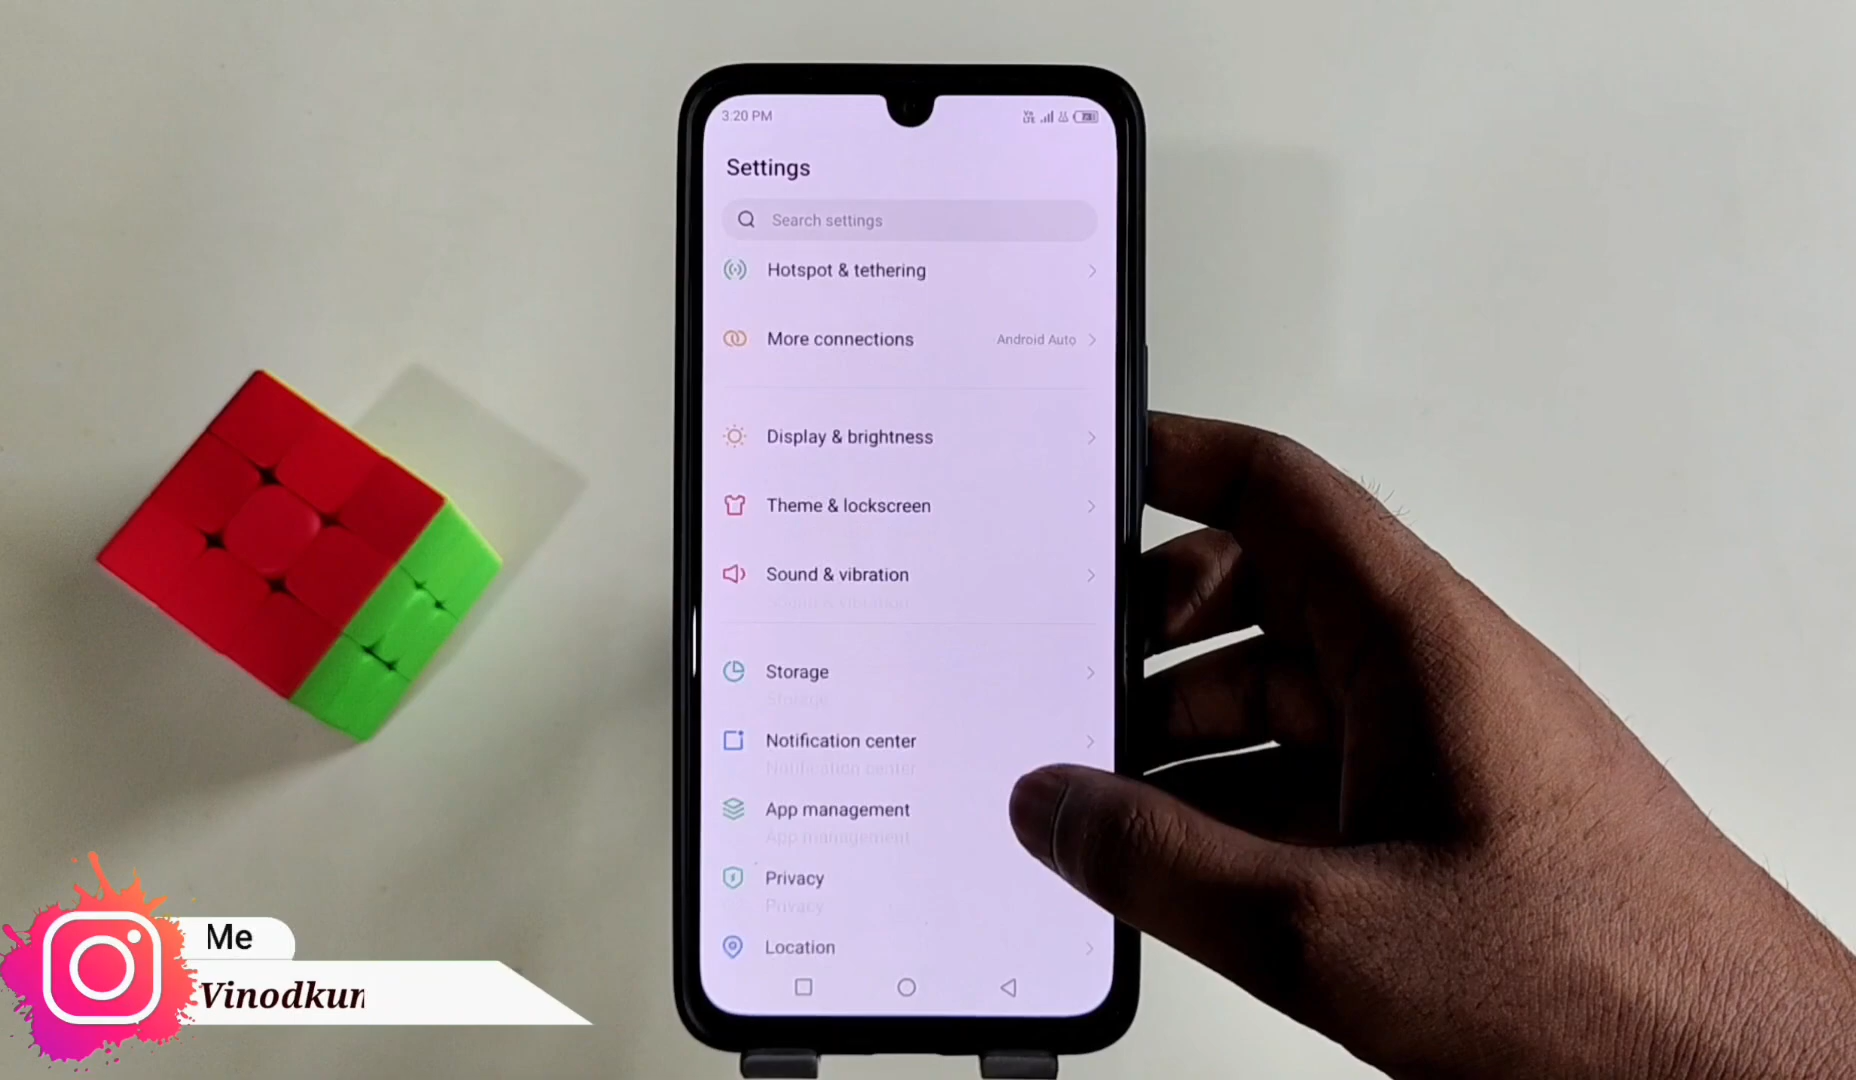 3:20 PM
Settings
Search settings
Hotspot & tethering
More connections
Android Auto
Display & brightness
Theme & lockscreen
Sound & vibration
Storage
Notification center
App management
Privacy
Location
Me
Vinodkum